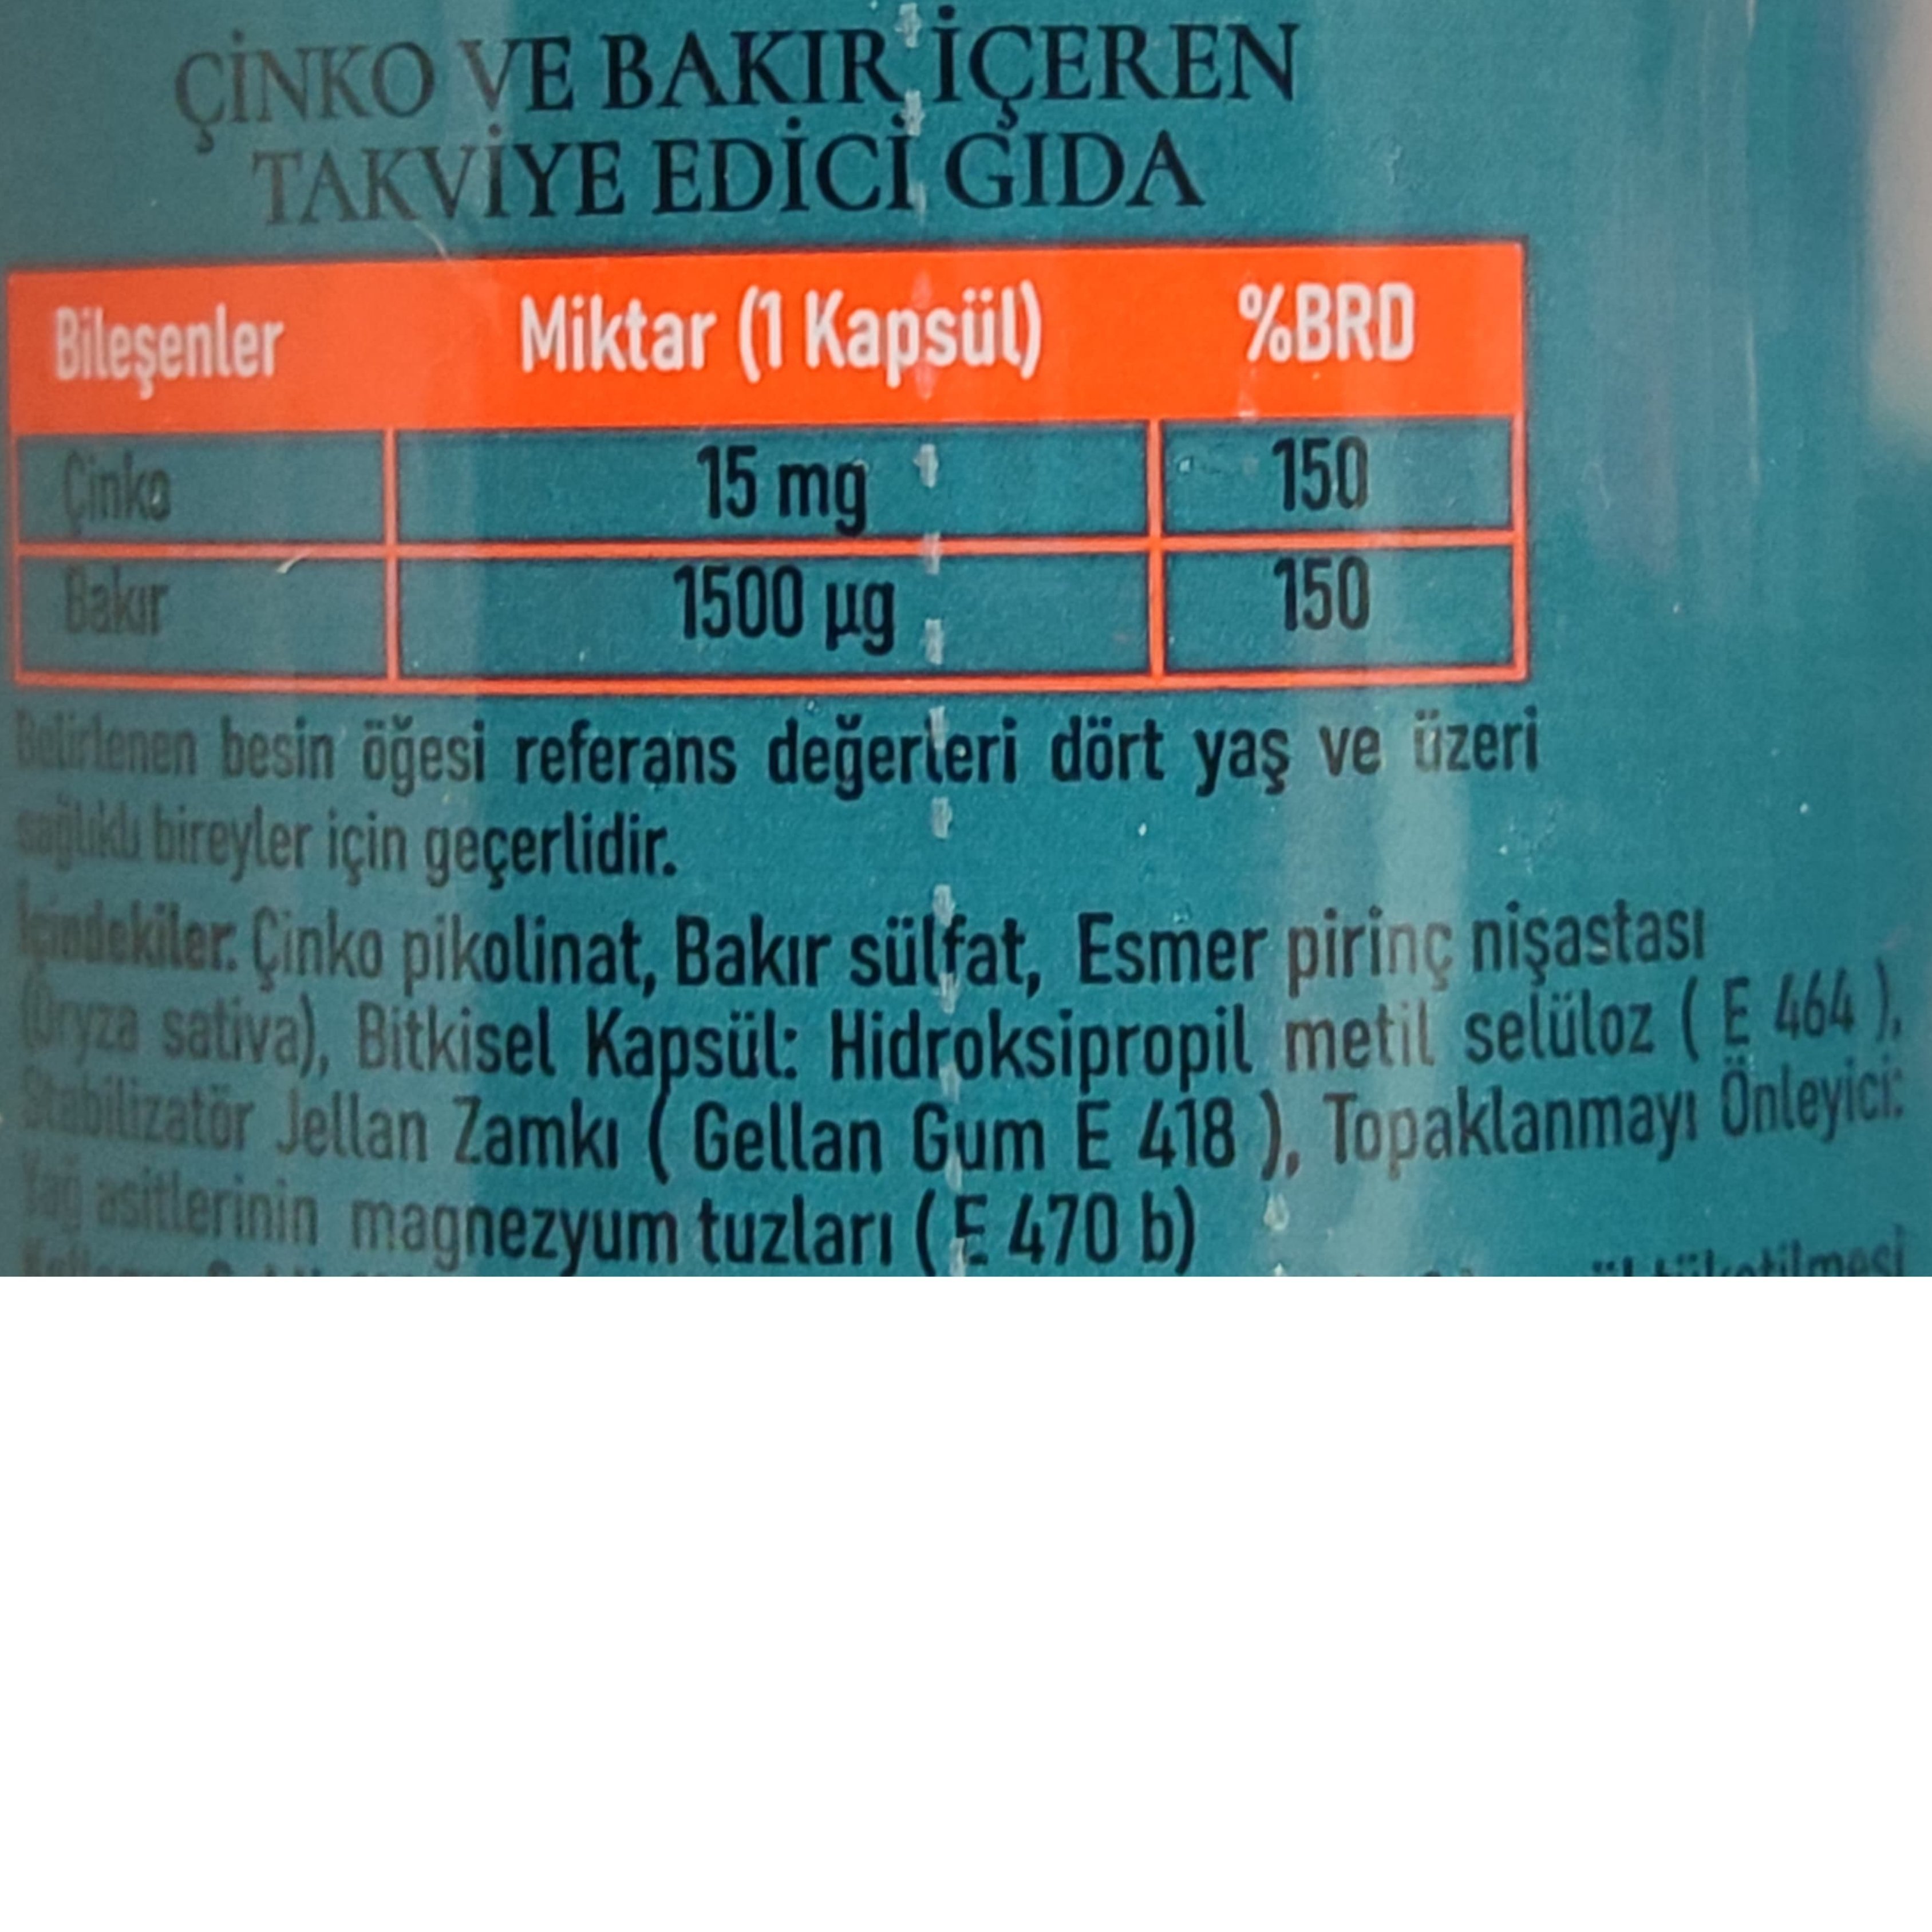 ÇİNKO VE BAKIR İÇEREN
TAKVİYE EDİCİ GIDA
Bileşenler Miktar (1 Kapsül) %BRD
Çinko 15 mg 150
Bakır 1500 µg 150
Belirlenen besin öğesi referans değerleri dört yaş ve üzeri
sağlıklı bireyler için geçerlidir.
İçindekiler: Çinko pikolinat, Bakır sülfat, Esmer pirinç nişastası
(Oryza sativa), Bitkisel Kapsül: Hidroksipropil metil selüloz ( E 464 ),
Stabilizatör Jellan Zamkı ( Gellan Gum E 418 ), Topaklanmayı Önleyici:
Yağ asitlerinin magnezyum tuzları ( E 470 b)
tüketilmesi